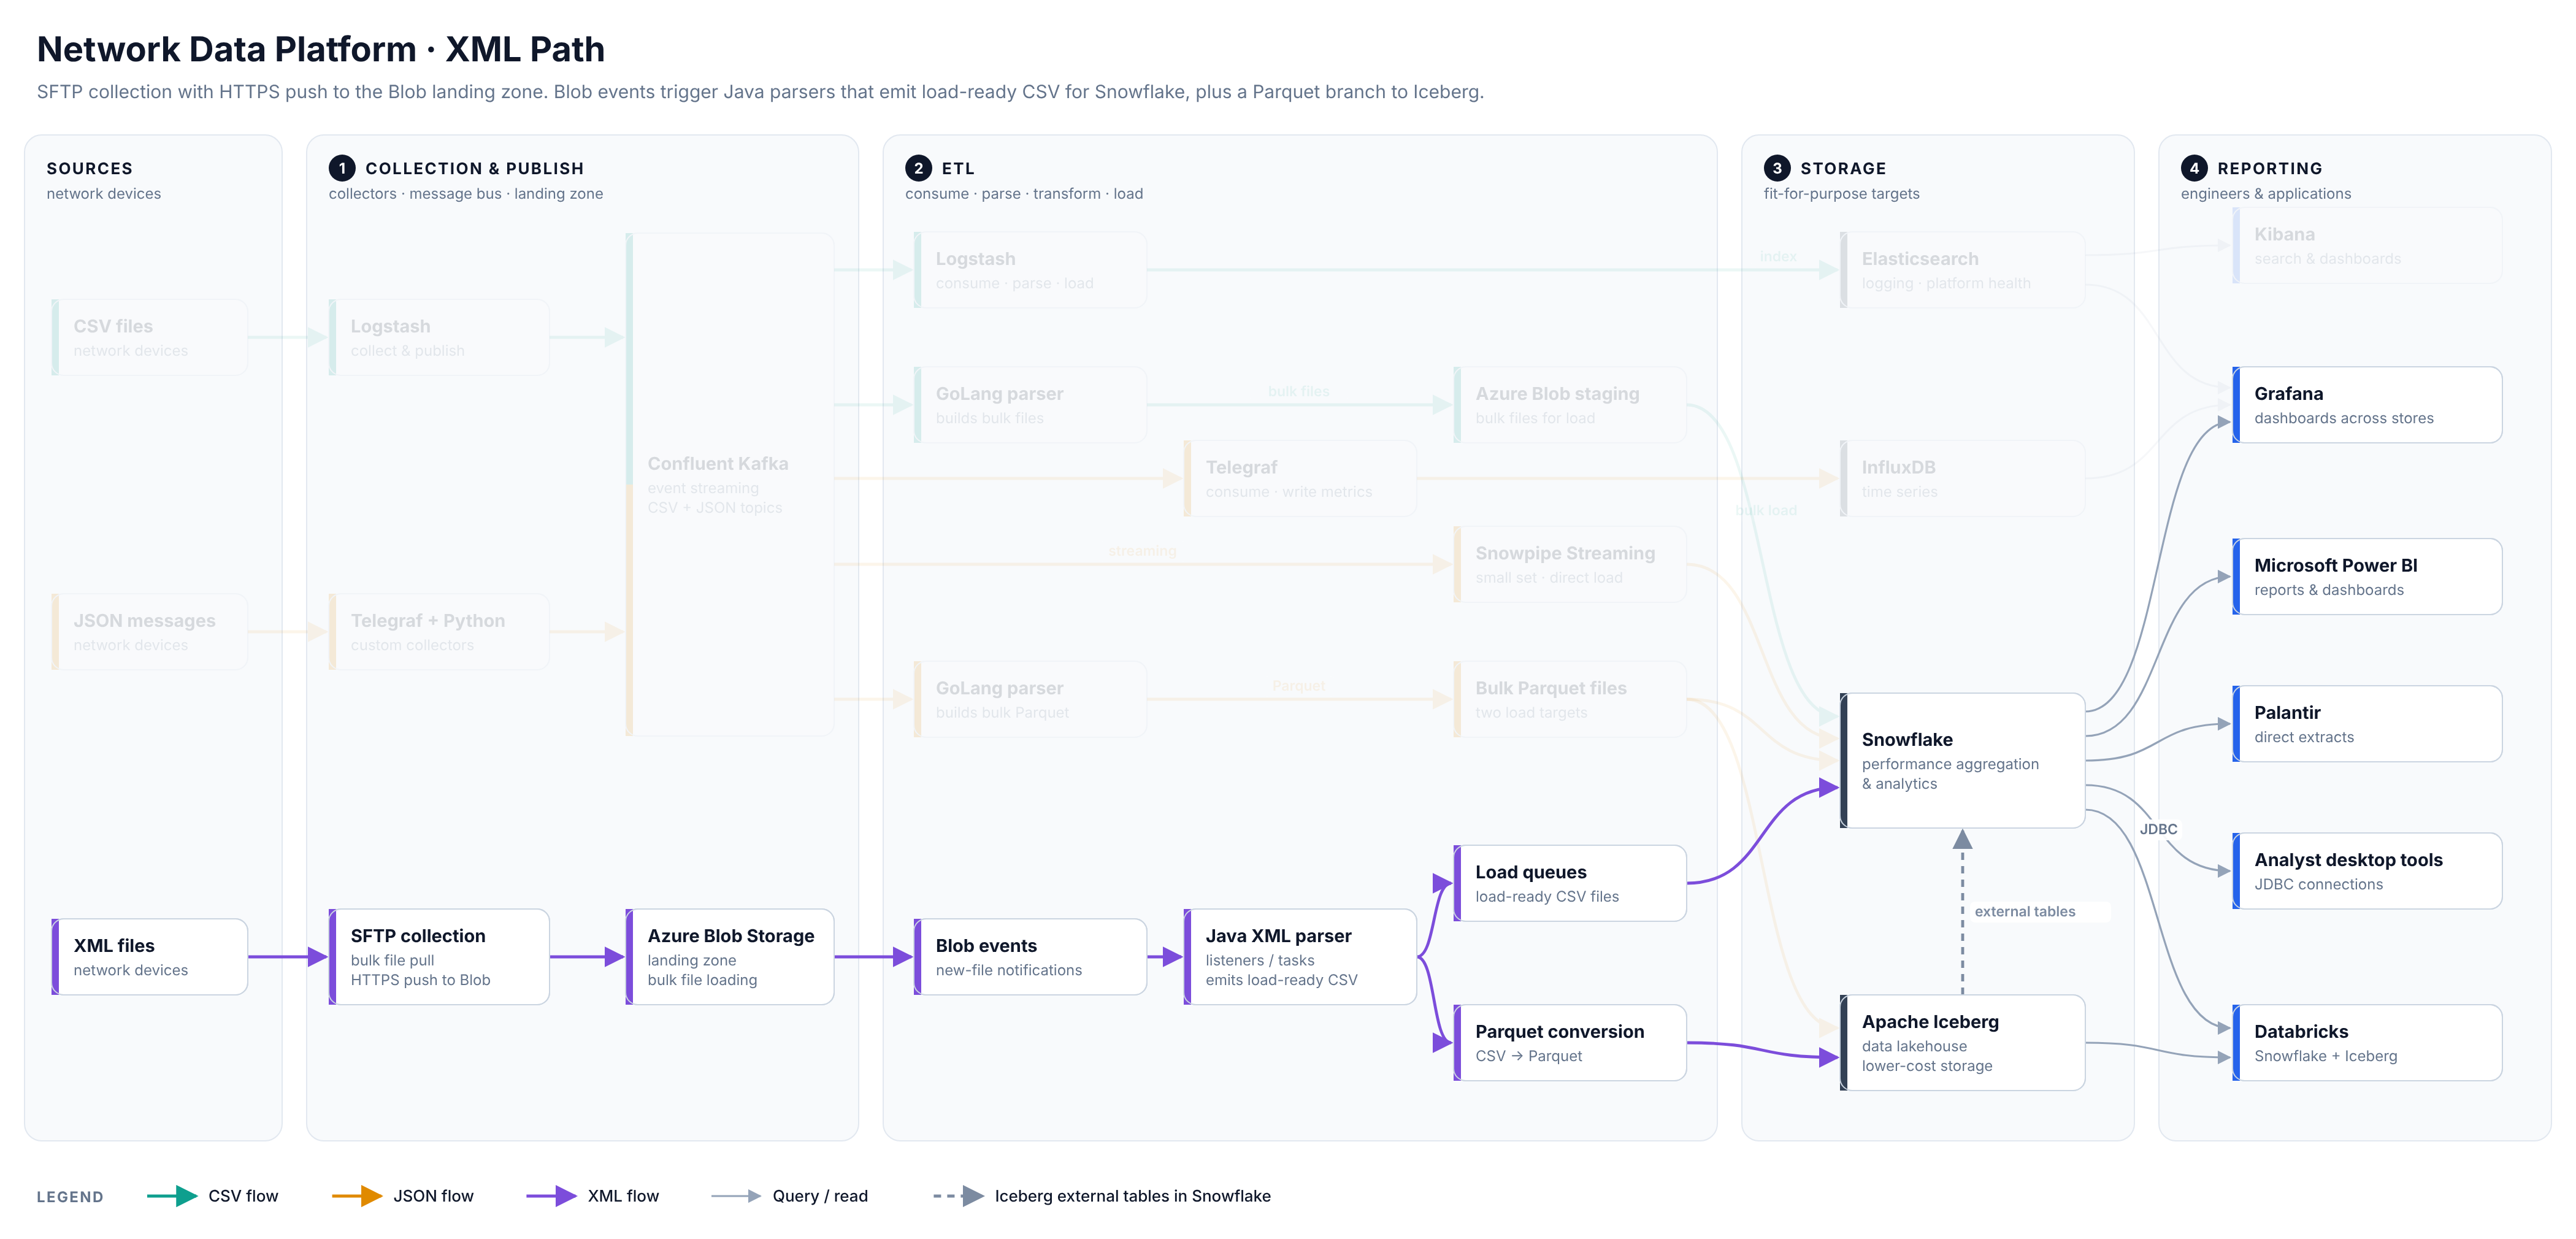 Network Data Platform · XML Path
SFTP collection with HTTPS push to the Blob landing zone. Blob events trigger Java parsers that emit load-ready CSV for Snowflake, plus a Parquet branch to Iceberg.
SOURCES
network devices
CSV files
network devices
JSON messages
network devices
XML files
network devices
1 COLLECTION & PUBLISH
collectors · message bus · landing zone
Logstash
collect & publish
Telegraf + Python
custom collectors
Confluent Kafka
event streaming
CSV + JSON topics
SFTP collection
bulk file pull
HTTPS push to Blob
Azure Blob Storage
landing zone
bulk file loading
2 ETL
consume · parse · transform · load
Logstash
consume · parse · load
GoLang parser
builds bulk files
bulk files
Azure Blob staging
bulk files for load
Telegraf
consume · write metrics
streaming
Snowpipe Streaming
small set · direct load
GoLang parser
builds bulk Parquet
Parquet
Bulk Parquet files
two load targets
Blob events
new-file notifications
Java XML parser
listeners / tasks
emits load-ready CSV
Load queues
load-ready CSV files
Parquet conversion
CSV → Parquet
3 STORAGE
fit-for-purpose targets
index
Elasticsearch
logging · platform health
InfluxDB
time series
bulk load
Snowflake
performance aggregation
& analytics
external tables
Apache Iceberg
data lakehouse
lower-cost storage
4 REPORTING
engineers & applications
Kibana
search & dashboards
Grafana
dashboards across stores
Microsoft Power BI
reports & dashboards
Palantir
direct extracts
JDBC
Analyst desktop tools
JDBC connections
Databricks
Snowflake + Iceberg
LEGEND
CSV flow
JSON flow
XML flow
Query / read
Iceberg external tables in Snowflake